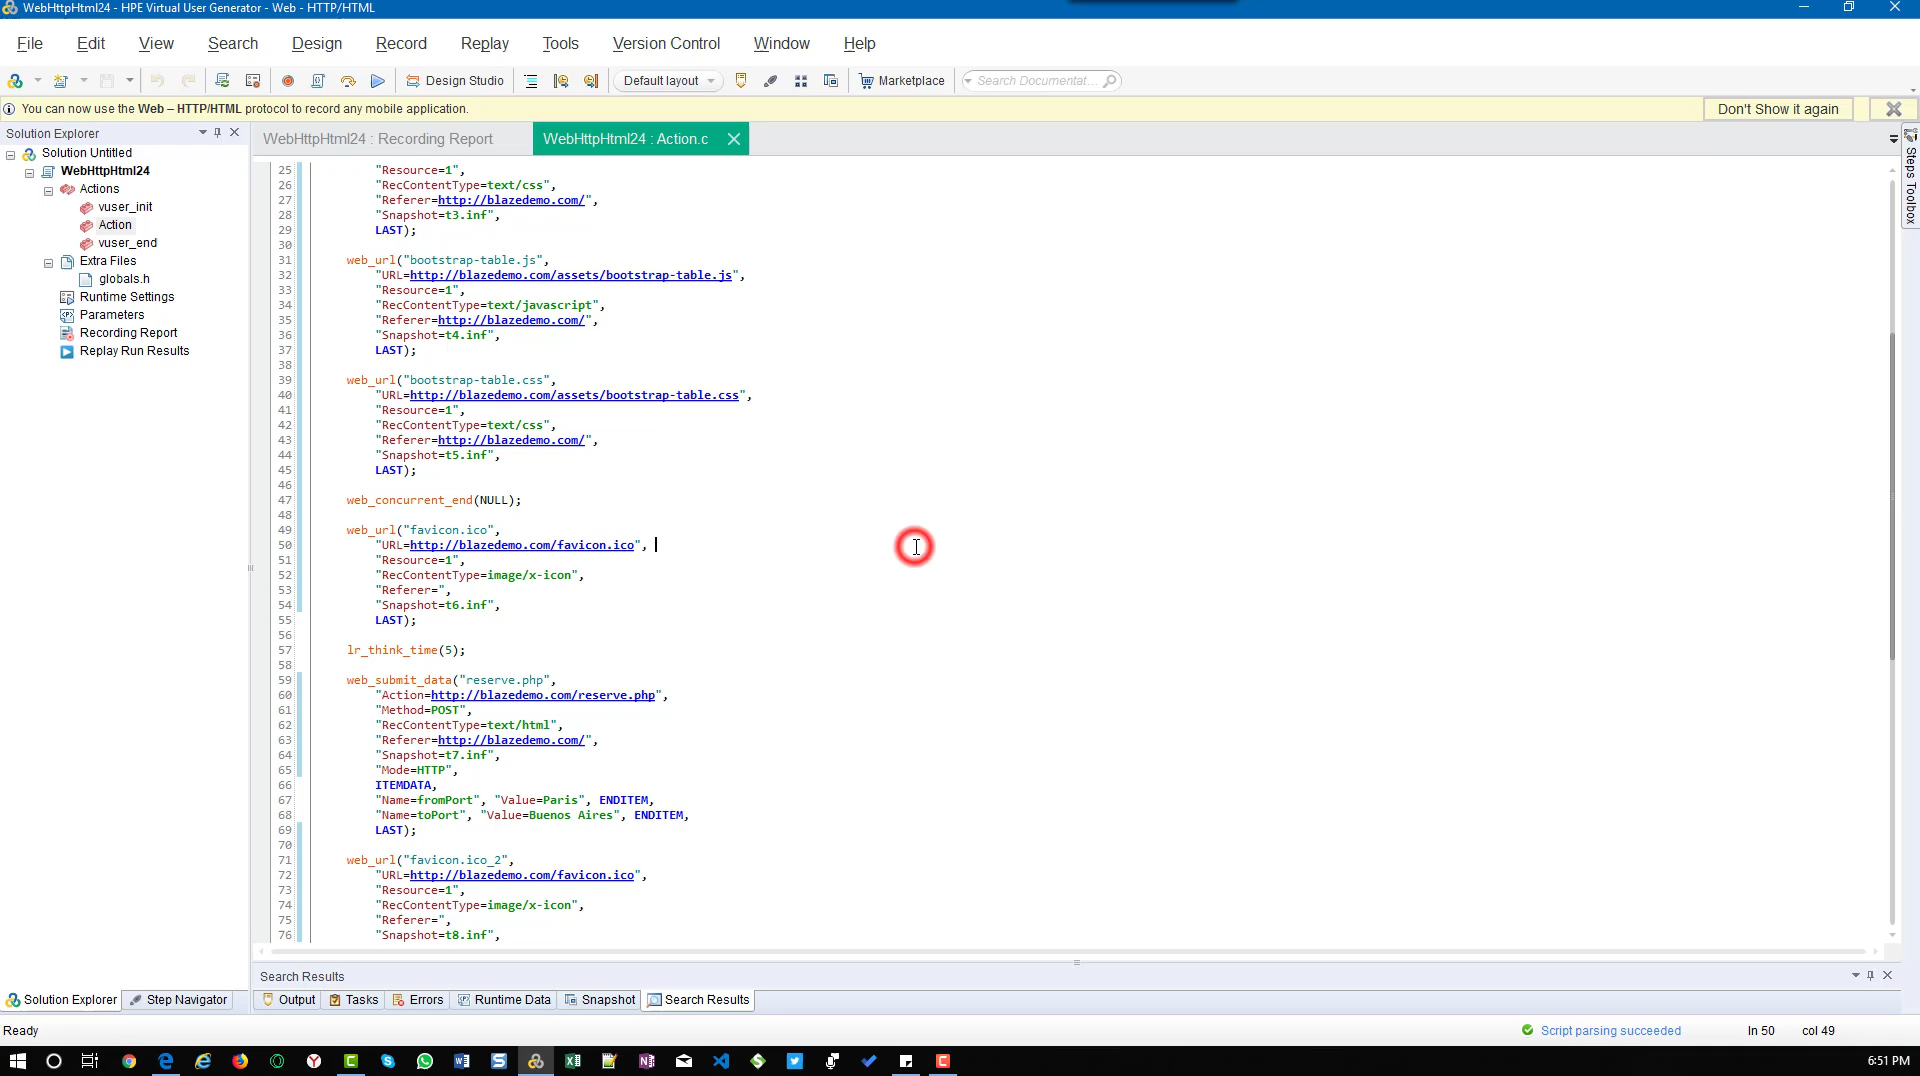 WebHttpHtml24 - HPE Virtual User Generator - Web - HTTP/HTML
File Edit View Search Design Record Replay Tools Version Control Window Help
Design Studio Default layout Marketplace Search Documentat...
You can now use the Web – HTTP/HTML protocol to record any mobile application. Don't Show it again
Solution Explorer
Solution Untitled
WebHttpHtml24
Actions
vuser_init
Action
vuser_end
Extra Files
globals.h
Runtime Settings
Parameters
Recording Report
Replay Run Results
WebHttpHtml24 : Recording Report WebHttpHtml24 : Action.c
Steps Toolbox
25 "Resource=1",
26 "RecContentType=text/css",
27 "Referer=http://blazedemo.com/",
28 "Snapshot=t3.inf",
29 LAST);
30
31 web_url("bootstrap-table.js",
32 "URL=http://blazedemo.com/assets/bootstrap-table.js",
33 "Resource=1",
34 "RecContentType=text/javascript",
35 "Referer=http://blazedemo.com/",
36 "Snapshot=t4.inf",
37 LAST);
38
39 web_url("bootstrap-table.css",
40 "URL=http://blazedemo.com/assets/bootstrap-table.css",
41 "Resource=1",
42 "RecContentType=text/css",
43 "Referer=http://blazedemo.com/",
44 "Snapshot=t5.inf",
45 LAST);
46
47 web_concurrent_end(NULL);
48
49 web_url("favicon.ico",
50 "URL=http://blazedemo.com/favicon.ico",
51 "Resource=1",
52 "RecContentType=image/x-icon",
53 "Referer=",
54 "Snapshot=t6.inf",
55 LAST);
56
57 lr_think_time(5);
58
59 web_submit_data("reserve.php",
60 "Action=http://blazedemo.com/reserve.php",
61 "Method=POST",
62 "RecContentType=text/html",
63 "Referer=http://blazedemo.com/",
64 "Snapshot=t7.inf",
65 "Mode=HTTP",
66 ITEMDATA,
67 "Name=fromPort", "Value=Paris", ENDITEM,
68 "Name=toPort", "Value=Buenos Aires", ENDITEM,
69 LAST);
70
71 web_url("favicon.ico_2",
72 "URL=http://blazedemo.com/favicon.ico",
73 "Resource=1",
74 "RecContentType=image/x-icon",
75 "Referer=",
76 "Snapshot=t8.inf",
Search Results
Solution Explorer Step Navigator Output Tasks Errors Runtime Data Snapshot Search Results
Ready Script parsing succeeded ln 50 col 49
6:51 PM